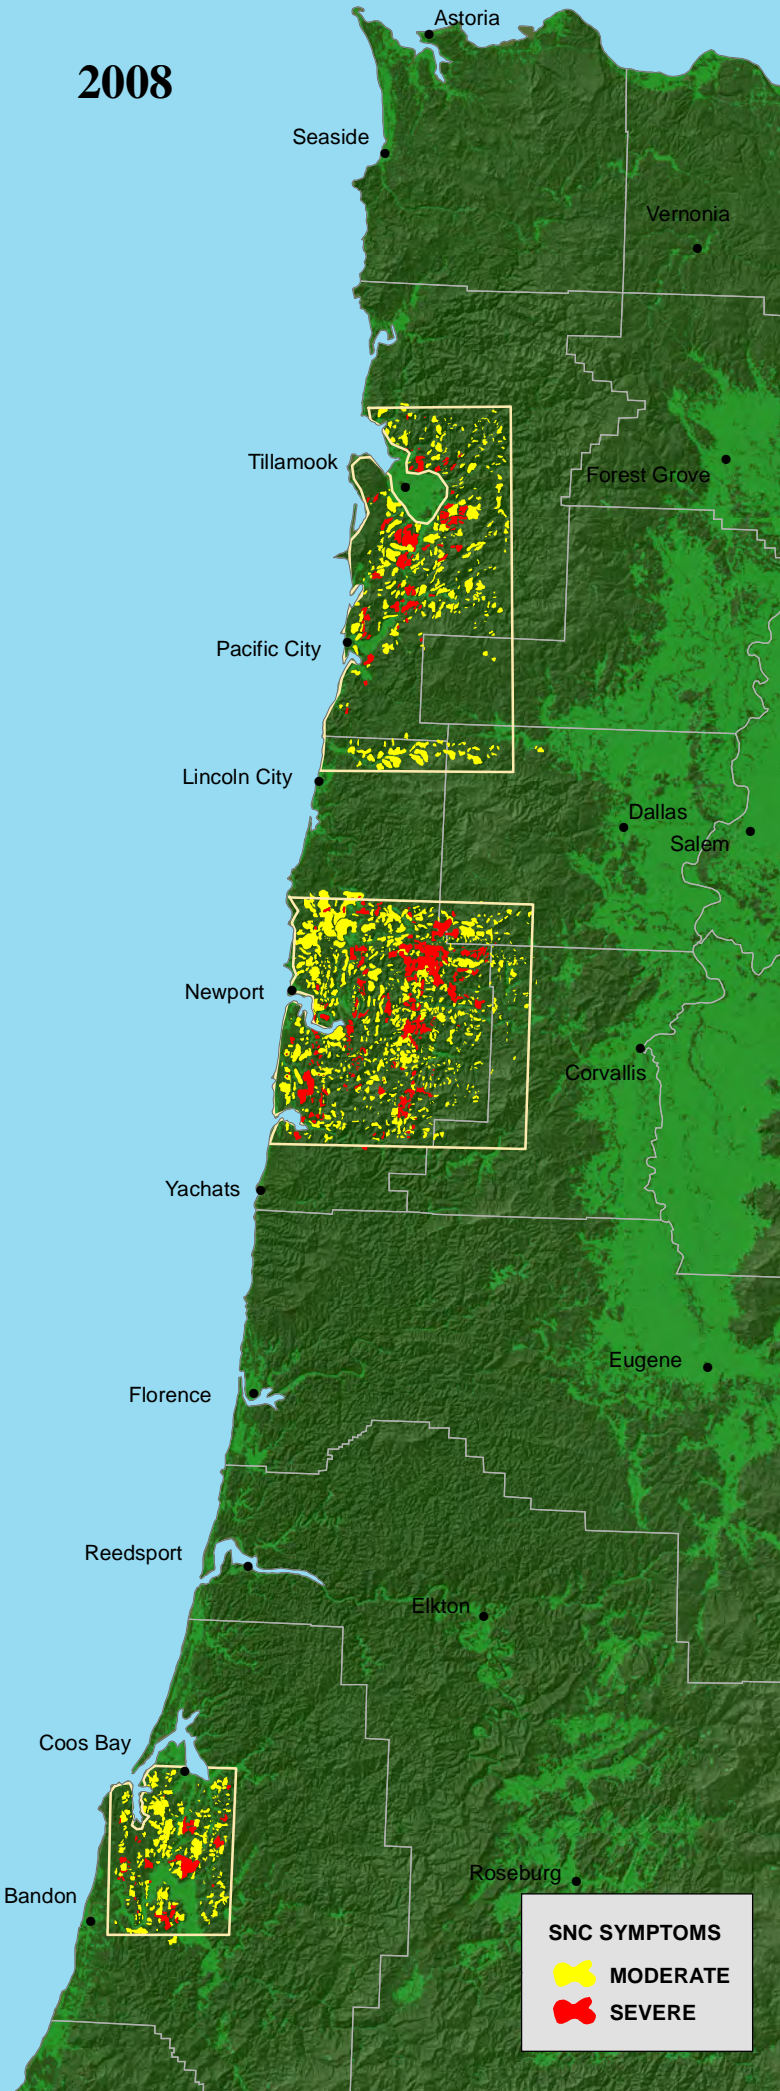 Astoria
2008
Seaside
Vernonia
Tillamook
Forest Grove
Pacific City
Lincoln City
Dallas
Salem
Newport
Corvallis
Yachats
Eugene
Florence
Reedsport
Elkton
Coos Bay
Roseburg
Bandon
SNC SYMPTOMS
MODERATE
SEVERE